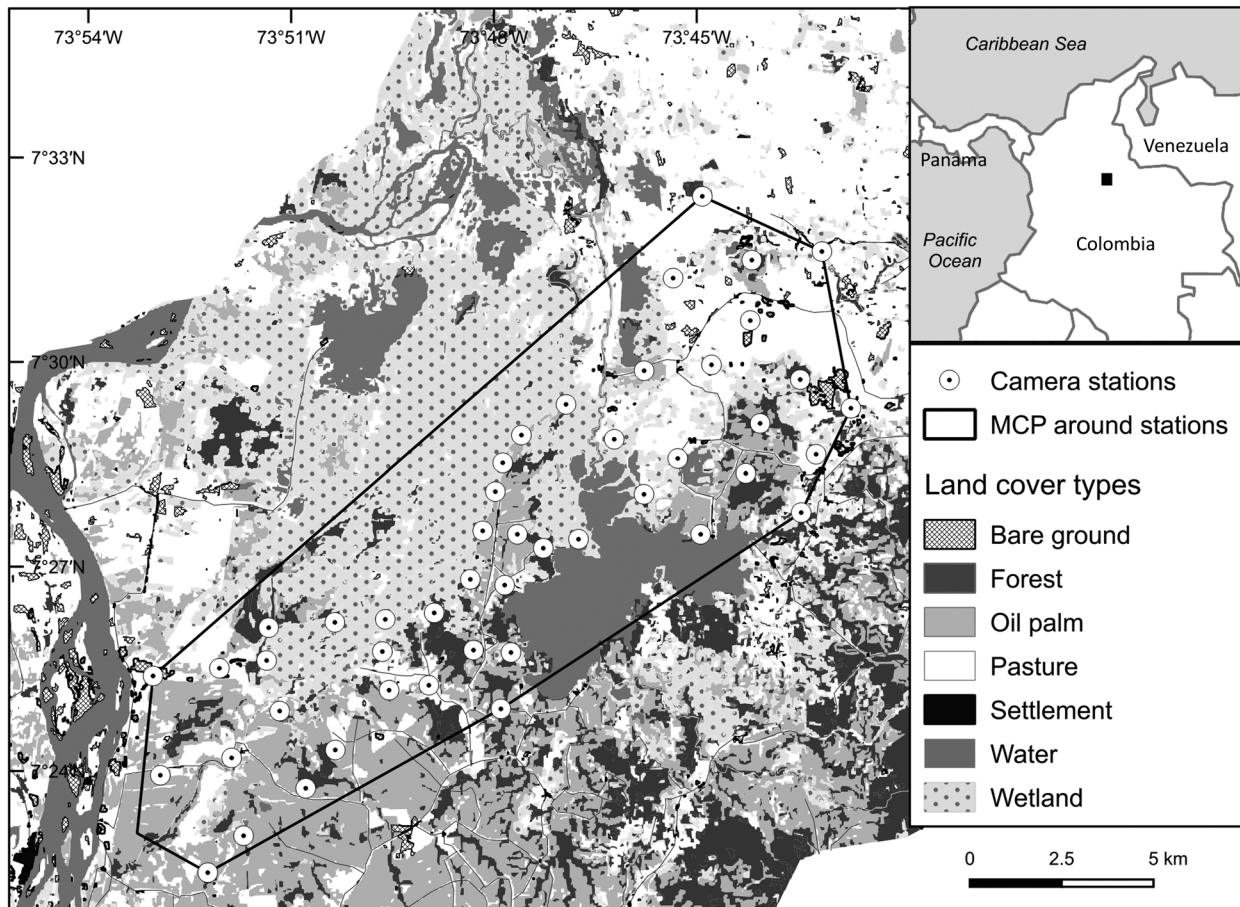 73°54′W 73°51′W 73°48′W 73°45′W
7°33′N
7°30′N
7°27′N
7°24′N
Caribbean Sea
Panama
Venezuela
Pacific
Ocean
Colombia
Camera stations
MCP around stations
Land cover types
Bare ground
Forest
Oil palm
Pasture
Settlement
Water
Wetland
0 2.5 5 km